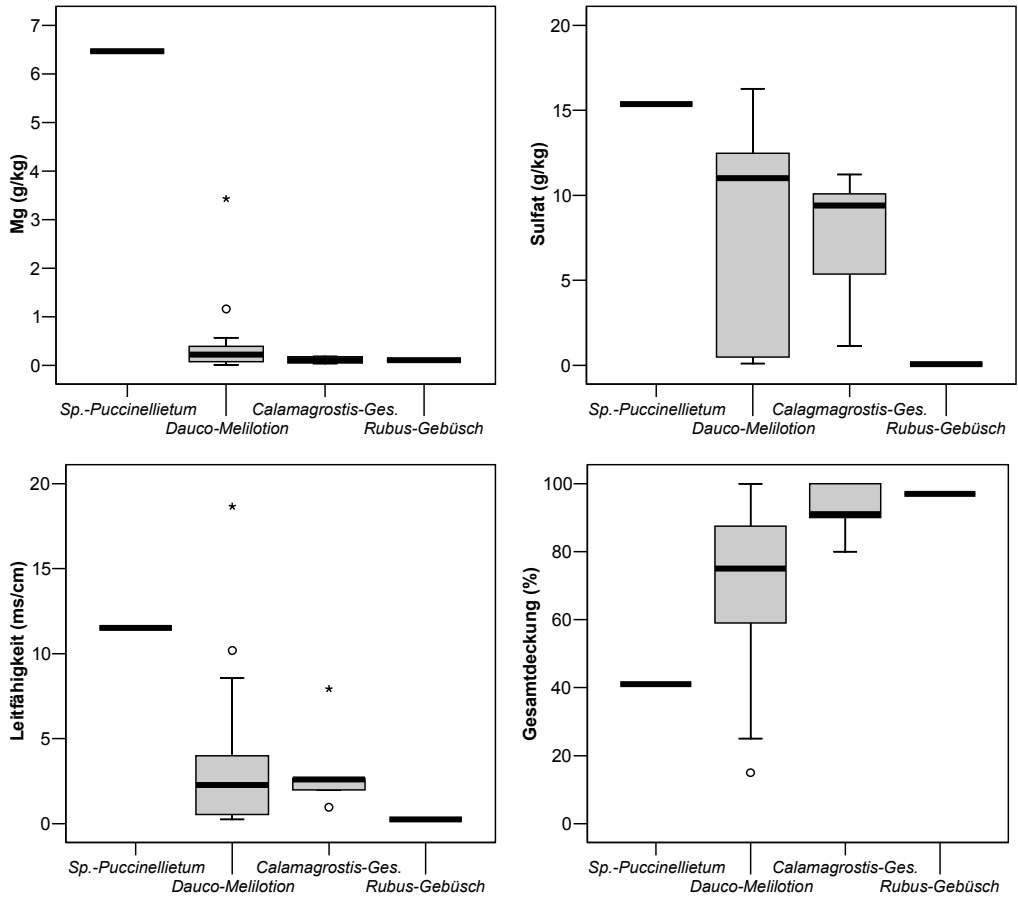 Mg (g/kg)
7
6
5
4
3
2
1
0
Sp.-Puccinellietum
Calamagrostis-Ges.
Dauco-Melilotion
Rubus-Gebüsch
Sulfat (g/kg)
20
15
10
5
0
Sp.-Puccinellietum
Calagmagrostis-Ges.
Dauco-Melilotion
Rubus-Gebüsch
Leitfähigkeit (ms/cm)
20
15
10
5
0
Sp.-Puccinellietum
Calamagrostis-Ges.
Dauco-Melilotion
Rubus-Gebüsch
Gesamtdeckung (%)
100
80
60
40
20
0
Sp.-Puccinellietum
Calamagrostis-Ges.
Dauco-Melilotion
Rubus-Gebüsch